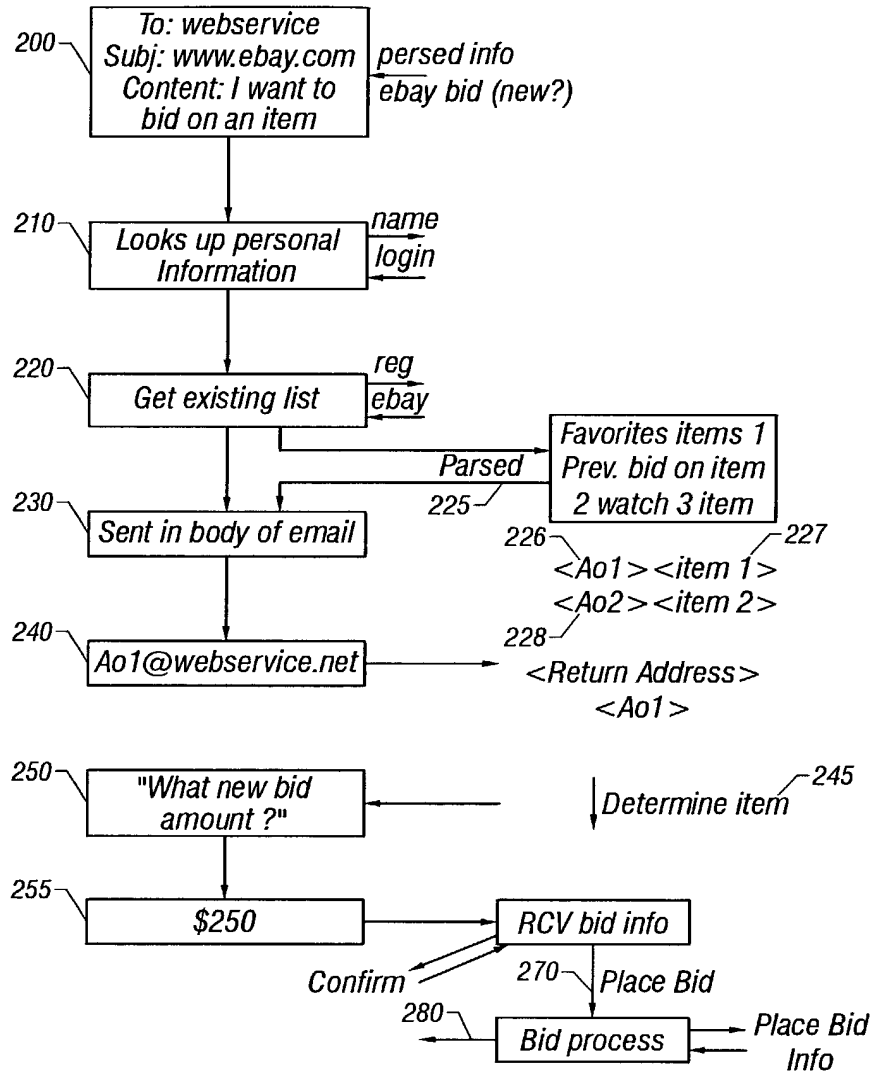 200
To: webservice
Subj: www.ebay.com
Content: I want to
bid on an item
persed info
ebay bid (new?)
210
Looks up personal
Information
name
login
220
Get existing list
reg
ebay
Favorites items 1
Prev. bid on item
2 watch 3 item
Parsed
225
230
Sent in body of email
226
227
<Ao1> <item 1>
<Ao2> <item 2>
228
240
Ao1@webservice.net
<Return Address>
<Ao1>
250
"What new bid
amount ?"
245
Determine item
255
$250
RCV bid info
Confirm
270
Place Bid
280
Bid process
Place Bid
Info